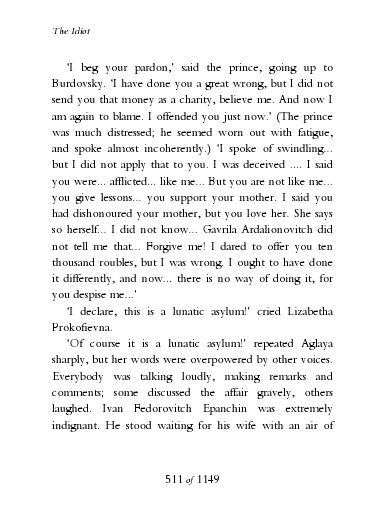 The Idiot
‘I beg your pardon,’ said the prince, going up to
Burdovsky. ‘I have done you a great wrong, but I did not
send you that money as a charity, believe me. And now I
am again to blame. I offended you just now.’ (The prince
was much distressed; he seemed worn out with fatigue,
and spoke almost incoherently.) ‘I spoke of swindling...
but I did not apply that to you. I was deceived .... I said
you were... afflicted... like me... But you are not like me...
you give lessons... you support your mother. I said you
had dishonoured your mother, but you love her. She says
so herself... I did not know... Gavrila Ardalionovitch did
not tell me that... Forgive me! I dared to offer you ten
thousand roubles, but I was wrong. I ought to have done
it differently, and now... there is no way of doing it, for
you despise me...’
‘I declare, this is a lunatic asylum!’ cried Lizabetha
Prokofievna.
‘Of course it is a lunatic asylum!’ repeated Aglaya
sharply, but her words were overpowered by other voices.
Everybody was talking loudly, making remarks and
comments; some discussed the affair gravely, others
laughed. Ivan Fedorovitch Epanchin was extremely
indignant. He stood waiting for his wife with an air of
511 of 1149